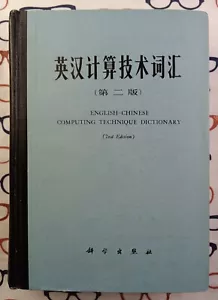 英汉计算技术词汇
(第二版)
ENGLISH-CHINESE
COMPUTING TECHNIQUE DICTIONARY
(2nd Edition)
科学出版社